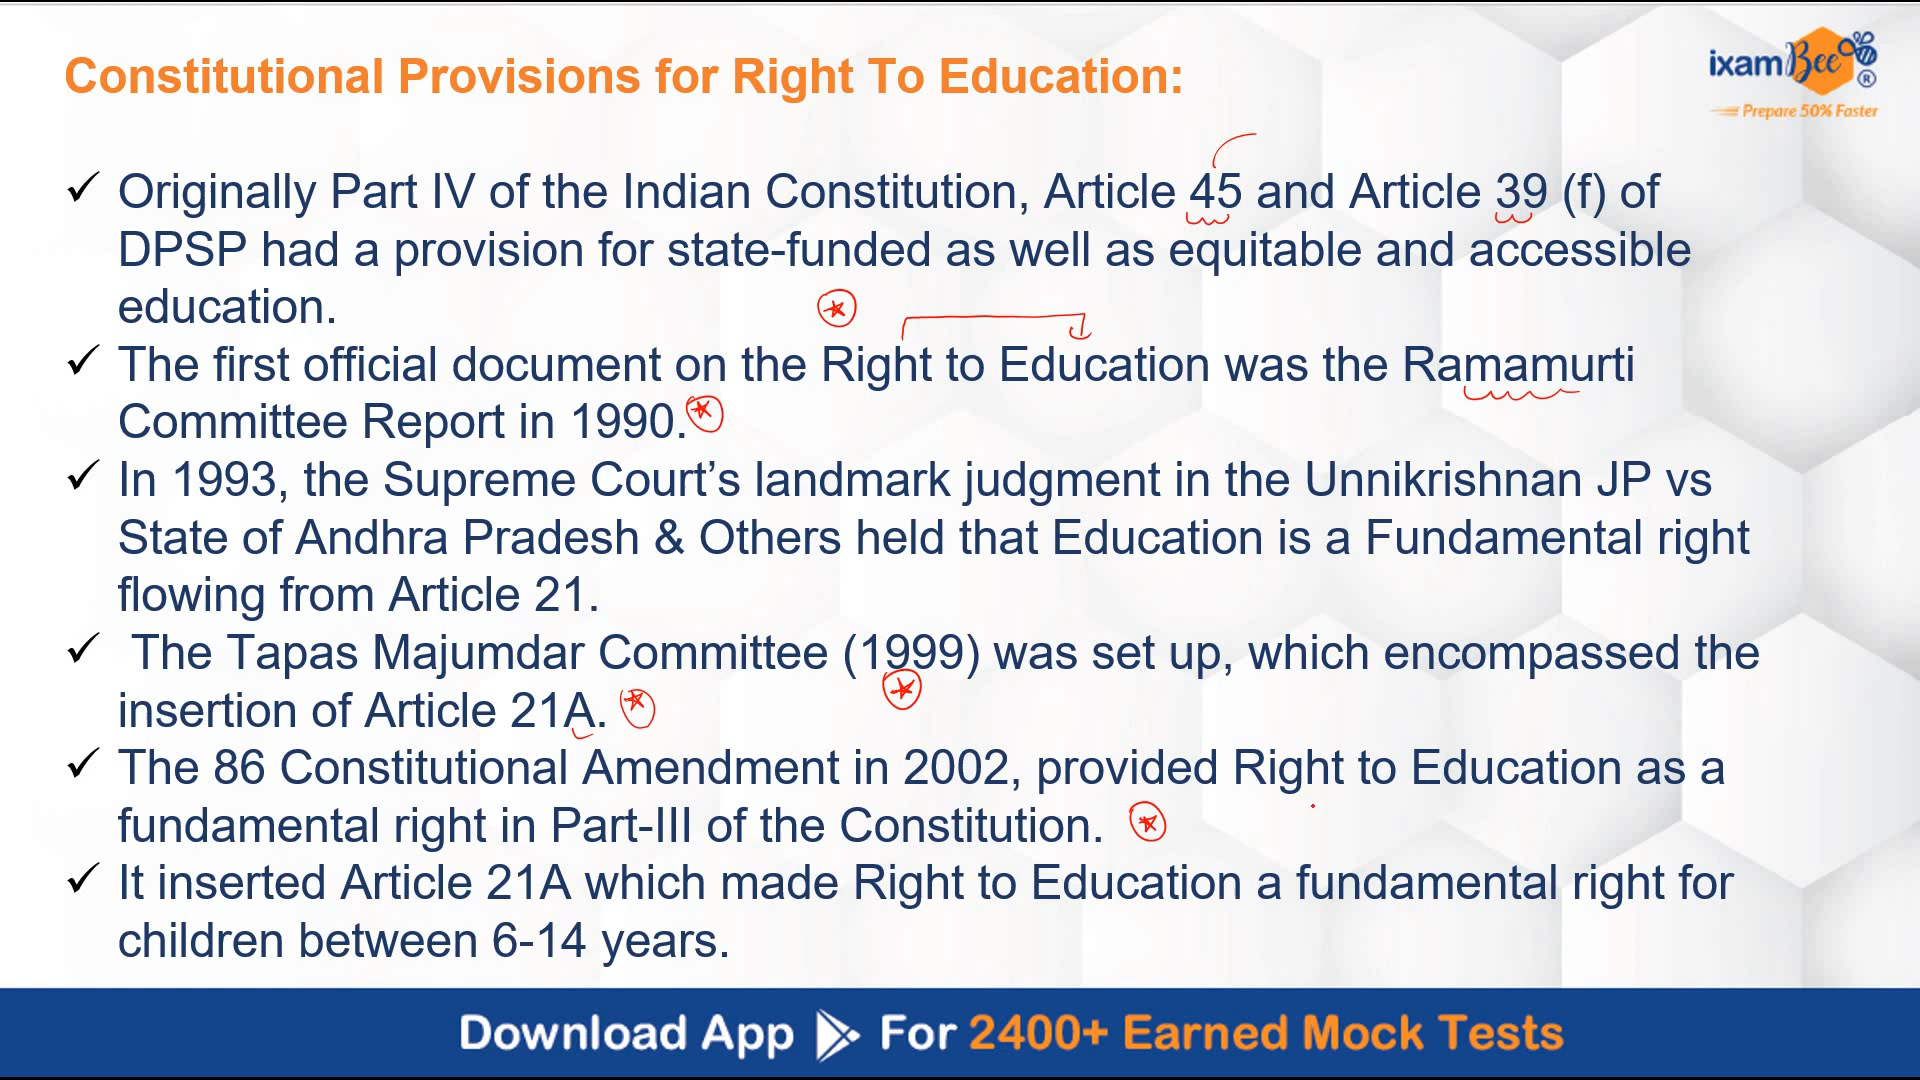 Constitutional Provisions for Right To Education:
ixamBee®
Prepare 50% Faster
✓ Originally Part IV of the Indian Constitution, Article 45 and Article 39 (f) of
DPSP had a provision for state-funded as well as equitable and accessible
education.
✓ The first official document on the Right to Education was the Ramamurti
Committee Report in 1990.
✓ In 1993, the Supreme Court’s landmark judgment in the Unnikrishnan JP vs
State of Andhra Pradesh & Others held that Education is a Fundamental right
flowing from Article 21.
✓ The Tapas Majumdar Committee (1999) was set up, which encompassed the
insertion of Article 21A.
✓ The 86 Constitutional Amendment in 2002, provided Right to Education as a
fundamental right in Part-III of the Constitution.
✓ It inserted Article 21A which made Right to Education a fundamental right for
children between 6-14 years.
Download App For 2400+ Earned Mock Tests